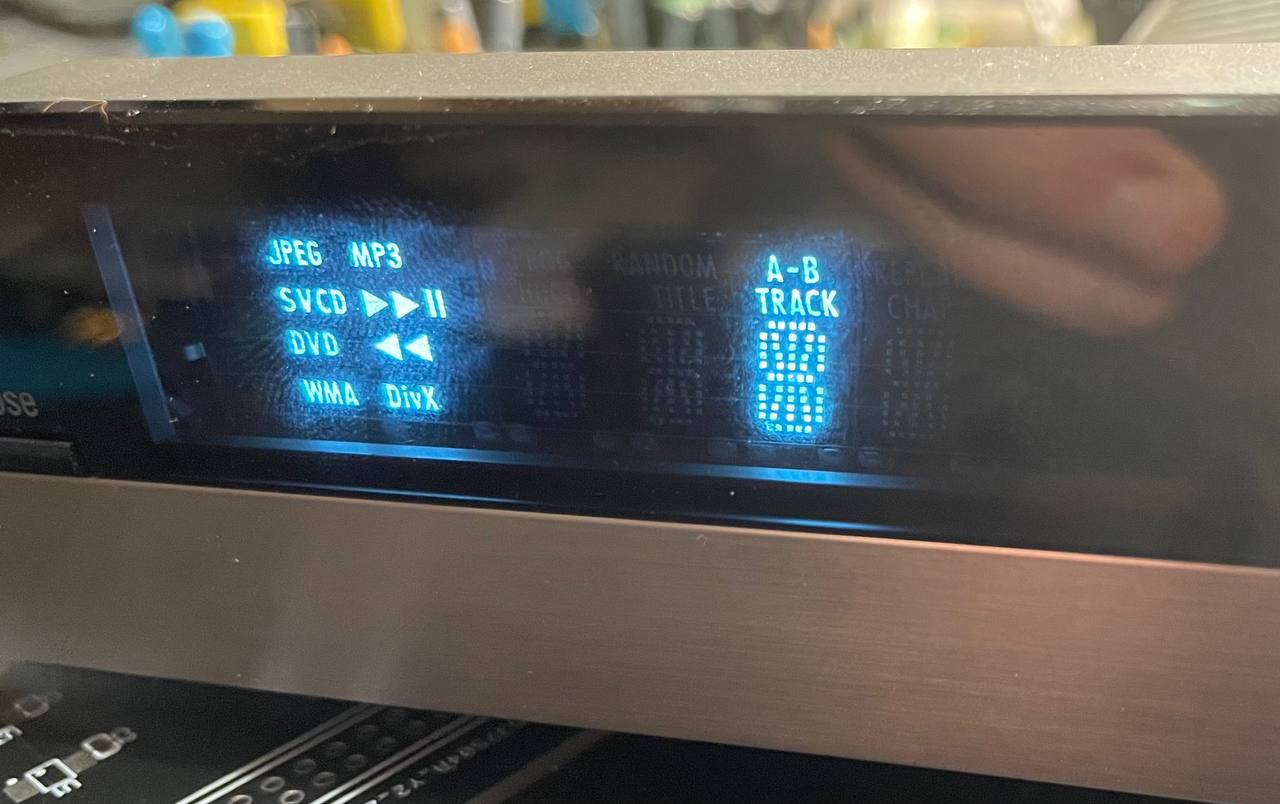 JPEG MP3
RANDOM
A-B
SVCD
TITLE
TRACK
DVD
WMA DivX